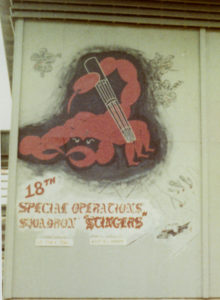 18TH
SPECIAL OPERATIONS
SQUADRON "STINGERS"